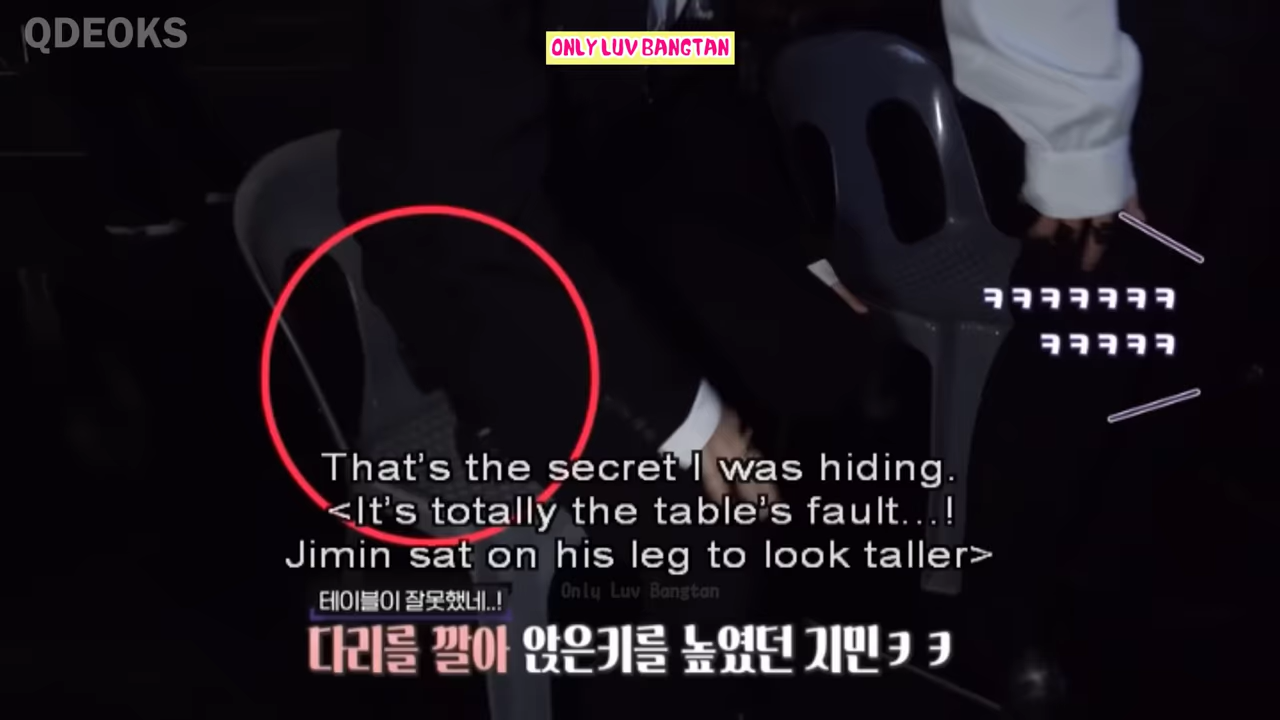 QDEOKS
ONLY LUV BANGTAN
ㅋㅋㅋㅋㅋㅋㅋ
ㅋㅋㅋㅋㅋ
That's the secret I was hiding.
<It's totally the table's fault...!
Jimin sat on his leg to look taller>
Only Luv Bangtan
테이블이 잘못했네..!
다리를 깔아 앉은키를 높였던 지민ㅋㅋ